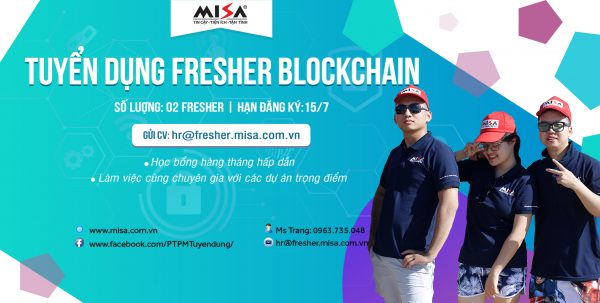 MISA®
TIN CẬY - TIỆN ÍCH - TẬN TÌNH
TUYỂN DỤNG FRESHER BLOCKCHAIN
SỐ LƯỢNG: 02 FRESHER | HẠN ĐĂNG KÝ:15/7
GỬI CV: hr@fresher.misa.com.vn
• Học bổng hàng tháng hấp dẫn
• Làm việc cùng chuyên gia với các dự án trọng điểm
www.misa.com.vn
www.facebook.com/PTPMTuyendung/
Ms Trang: 0963.735.048
hr@fresher.misa.com.vn
MISA
MISA
MISA
MISA
MISA